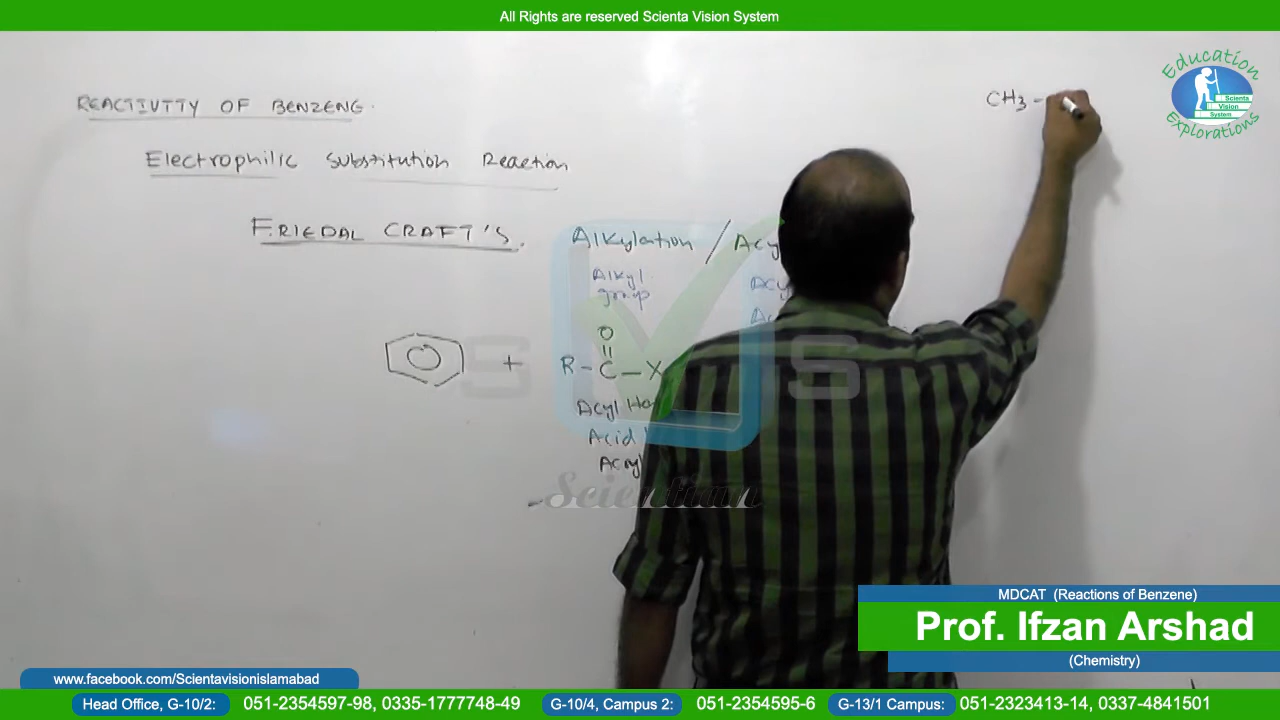 All Rights are reserved Scienta Vision System
Education
Scienta
Vision
System
Explorations
CH3 -
REACTIVITY OF BENZENE.
Electrophilic Substitution Reaction
FRIEDAL CRAFT'S.
Alkylation / Acy
Alkyl
group
O
R - C - X
+
Acyl Ha
Acid
S V S
Scientian
MDCAT (Reactions of Benzene)
Prof. Ifzan Arshad
(Chemistry)
www.facebook.com/Scientavisionislamabad
Head Office, G-10/2: 051-2354597-98, 0335-1777748-49 G-10/4, Campus 2: 051-2354595-6 G-13/1 Campus: 051-2323413-14, 0337-4841501